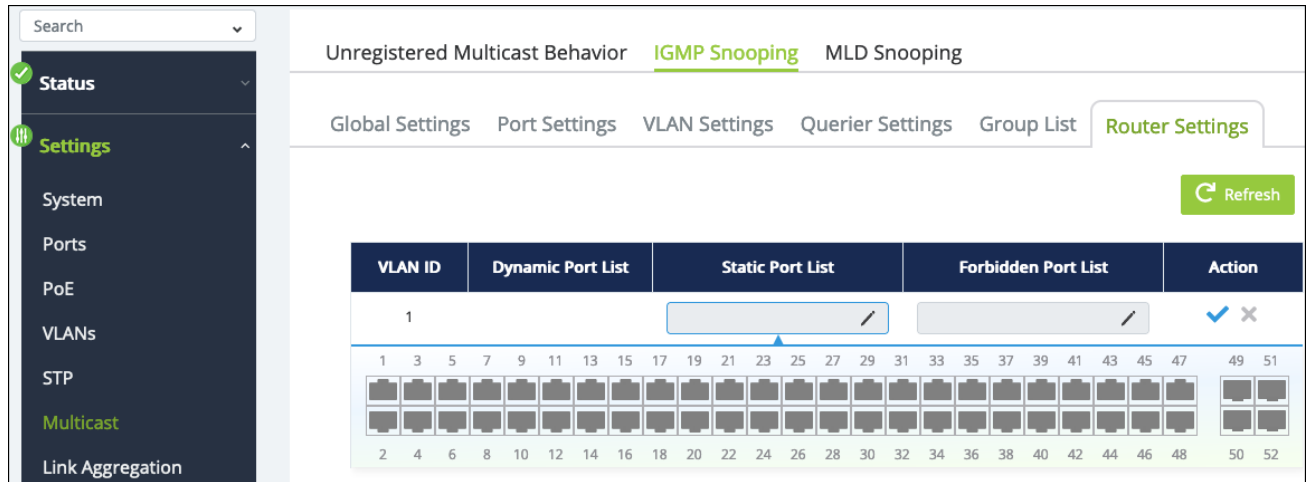 Search
Status
Settings
System
Ports
PoE
VLANs
STP
Multicast
Link Aggregation
Unregistered Multicast Behavior IGMP Snooping MLD Snooping
Global Settings Port Settings VLAN Settings Querier Settings Group List Router Settings
Refresh
VLAN ID Dynamic Port List Static Port List Forbidden Port List Action
1
1 3 5 7 9 11 13 15 17 19 21 23 25 27 29 31 33 35 37 39 41 43 45 47 49 51
2 4 6 8 10 12 14 16 18 20 22 24 26 28 30 32 34 36 38 40 42 44 46 48 50 52